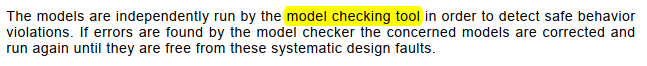 The models are independently run by the model checking tool in order to detect safe behavior
violations. If errors are found by the model checker the concerned models are corrected and
run again until they are free from these systematic design faults.